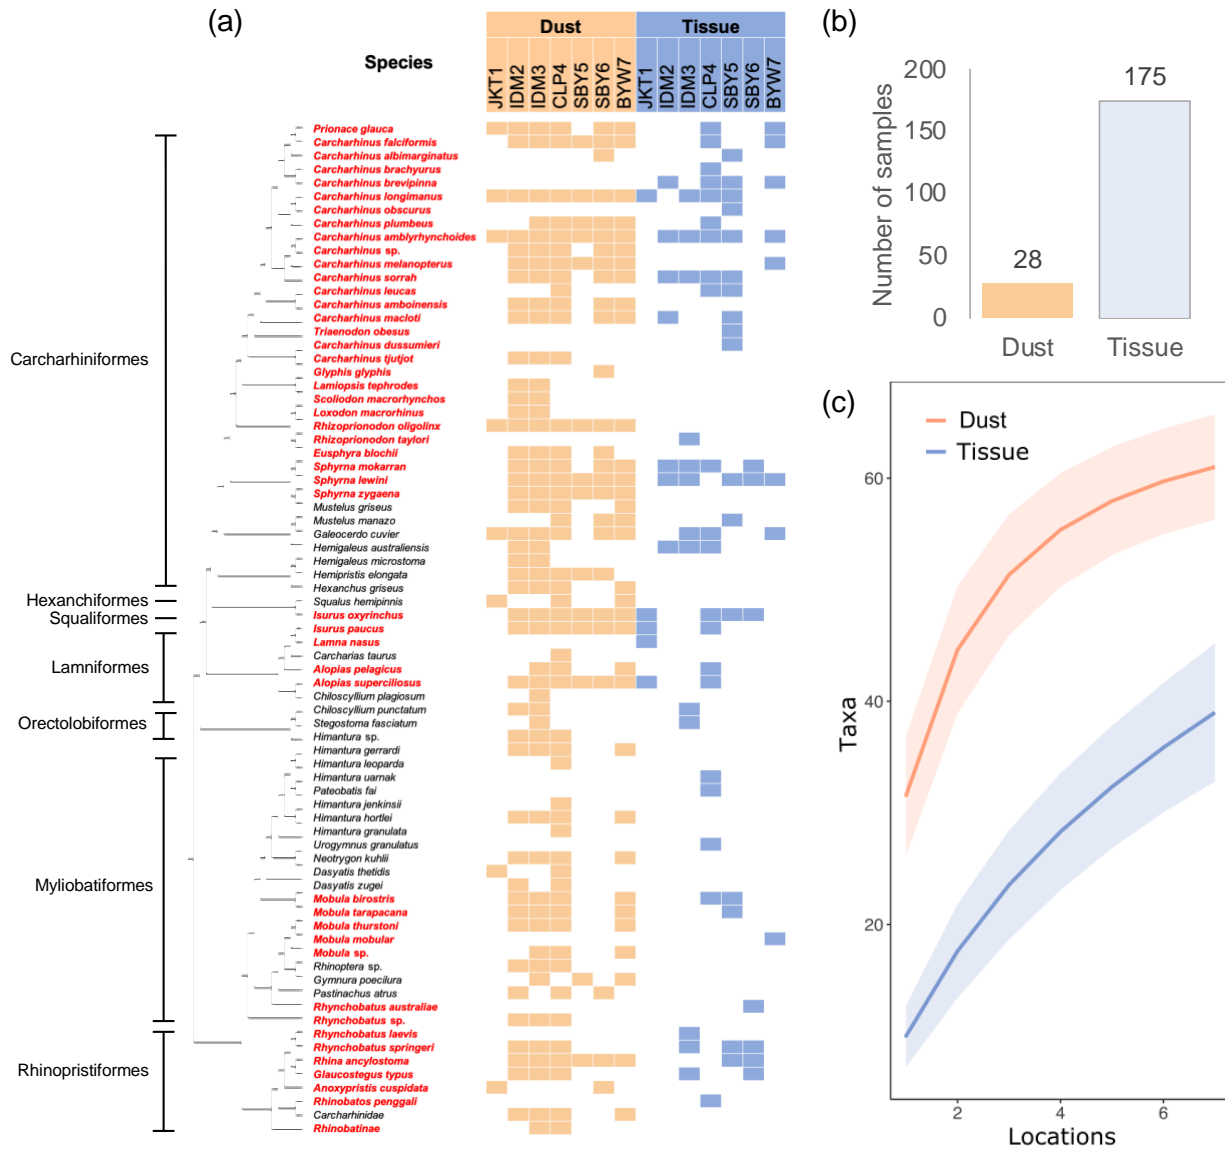 (a)
Dust
Tissue
Species
JKT1
IDM2
IDM3
CLP4
SBY5
SBY6
BYW7
JKT1
IDM2
IDM3
CLP4
SBY5
SBY6
BYW7
Prionace glauca
Carcharhinus falciformis
Carcharhinus albimarginatus
Carcharhinus brachyurus
Carcharhinus brevipinna
Carcharhinus longimanus
Carcharhinus obscurus
Carcharhinus plumbeus
Carcharhinus amblyrhynchoides
Carcharhinus sp.
Carcharhinus melanopterus
Carcharhinus sorrah
Carcharhinus leucas
Carcharhinus amboinensis
Carcharhinus macloti
Triaenodon obesus
Carcharhinus dussumieri
Carcharhinus tjutjot
Glyphis glyphis
Lamiopsis tephrodes
Scoliodon macrorhynchos
Loxodon macrorhinus
Rhizoprionodon oligolinx
Rhizoprionodon taylori
Eusphyra blochii
Sphyrna mokarran
Sphyrna lewini
Sphyrna zygaena
Mustelus griseus
Mustelus manazo
Galeocerdo cuvier
Hemigaleus australiensis
Hemigaleus microstoma
Hemipristis elongata
Hexanchus griseus
Squalus hemipinnis
Isurus oxyrinchus
Isurus paucus
Lamna nasus
Carcharias taurus
Alopias pelagicus
Alopias superciliosus
Chiloscyllium plagiosum
Chiloscyllium punctatum
Stegostoma fasciatum
Himantura sp.
Himantura gerrardi
Himantura leoparda
Himantura uarnak
Pateobatis fai
Himantura jenkinsii
Himantura hortlei
Himantura granulata
Urogymnus granulatus
Neotrygon kuhlii
Dasyatis thetidis
Dasyatis zugei
Mobula birostris
Mobula tarapacana
Mobula thurstoni
Mobula mobular
Mobula sp.
Rhinoptera sp.
Gymnura poecilura
Pastinachus atrus
Rhynchobatus australiae
Rhynchobatus sp.
Rhynchobatus laevis
Rhynchobatus springeri
Rhina ancylostoma
Glaucostegus typus
Anoxypristis cuspidata
Rhinobatos penggali
Carcharhinidae
Rhinobatinae
Carcharhiniformes
Hexanchiformes
Squaliformes
Lamniformes
Orectolobiformes
Myliobatiformes
Rhinopristiformes
(b)
Number of samples
200
150
100
50
0
28
175
Dust
Tissue
(c)
Dust
Tissue
Taxa
60
40
20
2
4
6
Locations